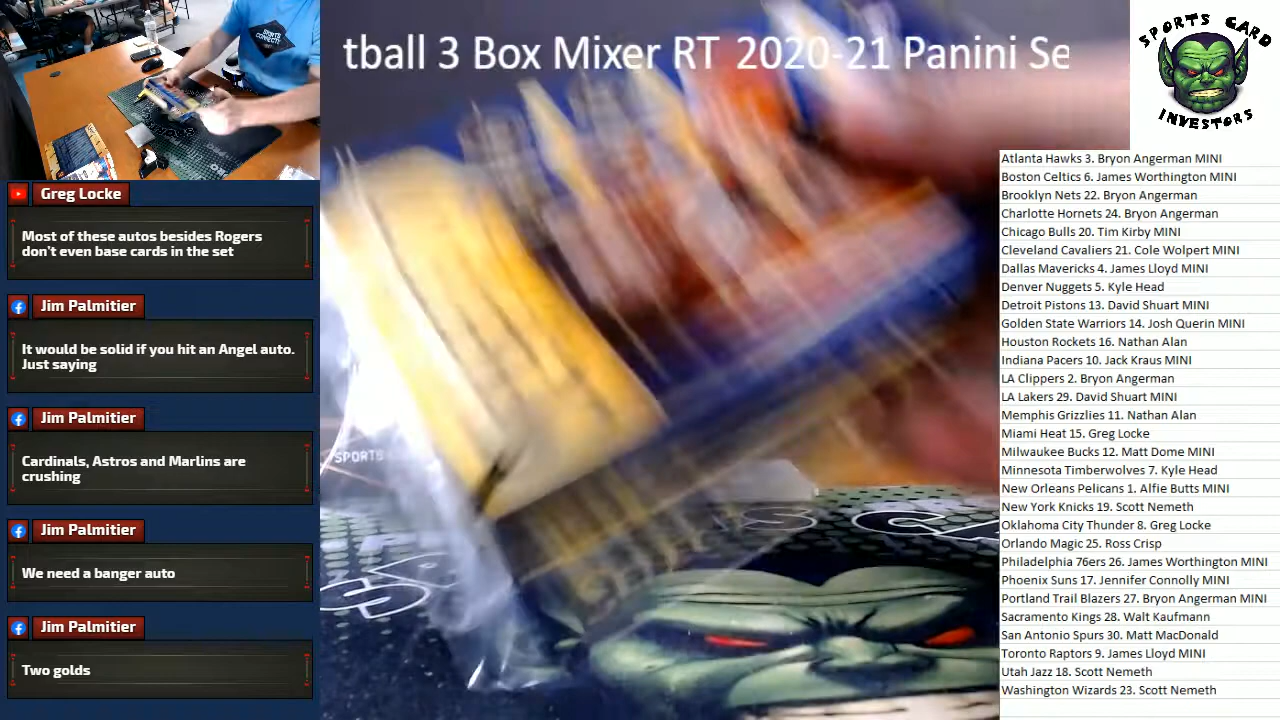 tball 3 Box Mixer RT 2020-21 Panini Se
SPORTS CARD
INVESTORS
Greg Locke
Most of these autos besides Rogers
don't even base cards in the set
Jim Palmitier
It would be solid if you hit an Angel auto.
Just saying
Jim Palmitier
Cardinals, Astros and Marlins are
crushing
Jim Palmitier
We need a banger auto
Jim Palmitier
Two golds
Atlanta Hawks 3. Bryon Angerman MINI
Boston Celtics 6. James Worthington MINI
Brooklyn Nets 22. Bryon Angerman
Charlotte Hornets 24. Bryon Angerman
Chicago Bulls 20. Tim Kirby MINI
Cleveland Cavaliers 21. Cole Wolpert MINI
Dallas Mavericks 4. James Lloyd MINI
Denver Nuggets 5. Kyle Head
Detroit Pistons 13. David Shuart MINI
Golden State Warriors 14. Josh Querin MINI
Houston Rockets 16. Nathan Alan
Indiana Pacers 10. Jack Kraus MINI
LA Clippers 2. Bryon Angerman
LA Lakers 29. David Shuart MINI
Memphis Grizzlies 11. Nathan Alan
Miami Heat 15. Greg Locke
Milwaukee Bucks 12. Matt Dome MINI
Minnesota Timberwolves 7. Kyle Head
New Orleans Pelicans 1. Alfie Butts MINI
New York Knicks 19. Scott Nemeth
Oklahoma City Thunder 8. Greg Locke
Orlando Magic 25. Ross Crisp
Philadelphia 76ers 26. James Worthington MINI
Phoenix Suns 17. Jennifer Connolly MINI
Portland Trail Blazers 27. Bryon Angerman MINI
Sacramento Kings 28. Walt Kaufmann
San Antonio Spurs 30. Matt MacDonald
Toronto Raptors 9. James Lloyd MINI
Utah Jazz 18. Scott Nemeth
Washington Wizards 23. Scott Nemeth
SPORTS